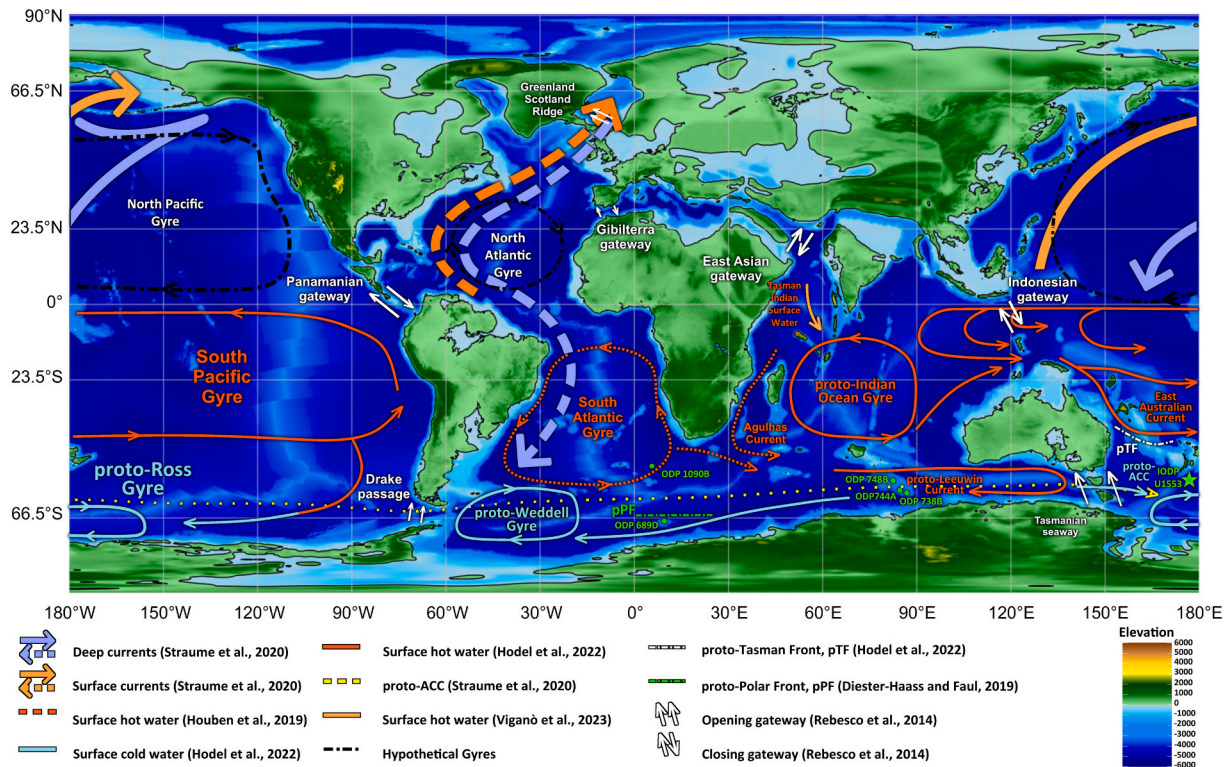 90°N
66.5°N
23.5°N
0°
23.5°S
66.5°S
Greenland
Scotland
Ridge
North Pacific
Gyre
North
Atlantic
Gyre
Gibilterra
gateway
East Asian
gateway
Panamanian
gateway
Indonesian
gateway
Tasman
Indian
Surface
Water
South
Pacific
Gyre
South
Atlantic
Gyre
proto-Indian
Ocean Gyre
Agulhas
Current
East
Australian
Current
pTF
proto-
ACC
IODP
U1553
proto-Ross
Gyre
Drake
passage
ODP 1090B
ODP 748B
ODP744A
ODP 738B
proto-Leeuwin
Current
proto-Weddell
Gyre
pPF
ODP 689D
Tasmanian
seaway
180°W 150°W 120°W 90°W 60°W 30°W 0°E 30°E 60°E 90°E 120°E 150°E 180°E
Deep currents (Straume et al., 2020)
Surface currents (Straume et al., 2020)
Surface hot water (Houben et al., 2019)
Surface cold water (Hodel et al., 2022)
Surface hot water (Hodel et al., 2022)
proto-ACC (Straume et al., 2020)
Surface hot water (Viganò et al., 2023)
Hypothetical Gyres
proto-Tasman Front, pTF (Hodel et al., 2022)
proto-Polar Front, pPF (Diester-Haass and Faul, 2019)
Opening gateway (Rebesco et al., 2014)
Closing gateway (Rebesco et al., 2014)
Elevation
6000
5000
4000
3000
2000
1000
0
-1000
-2000
-3000
-4000
-5000
-6000